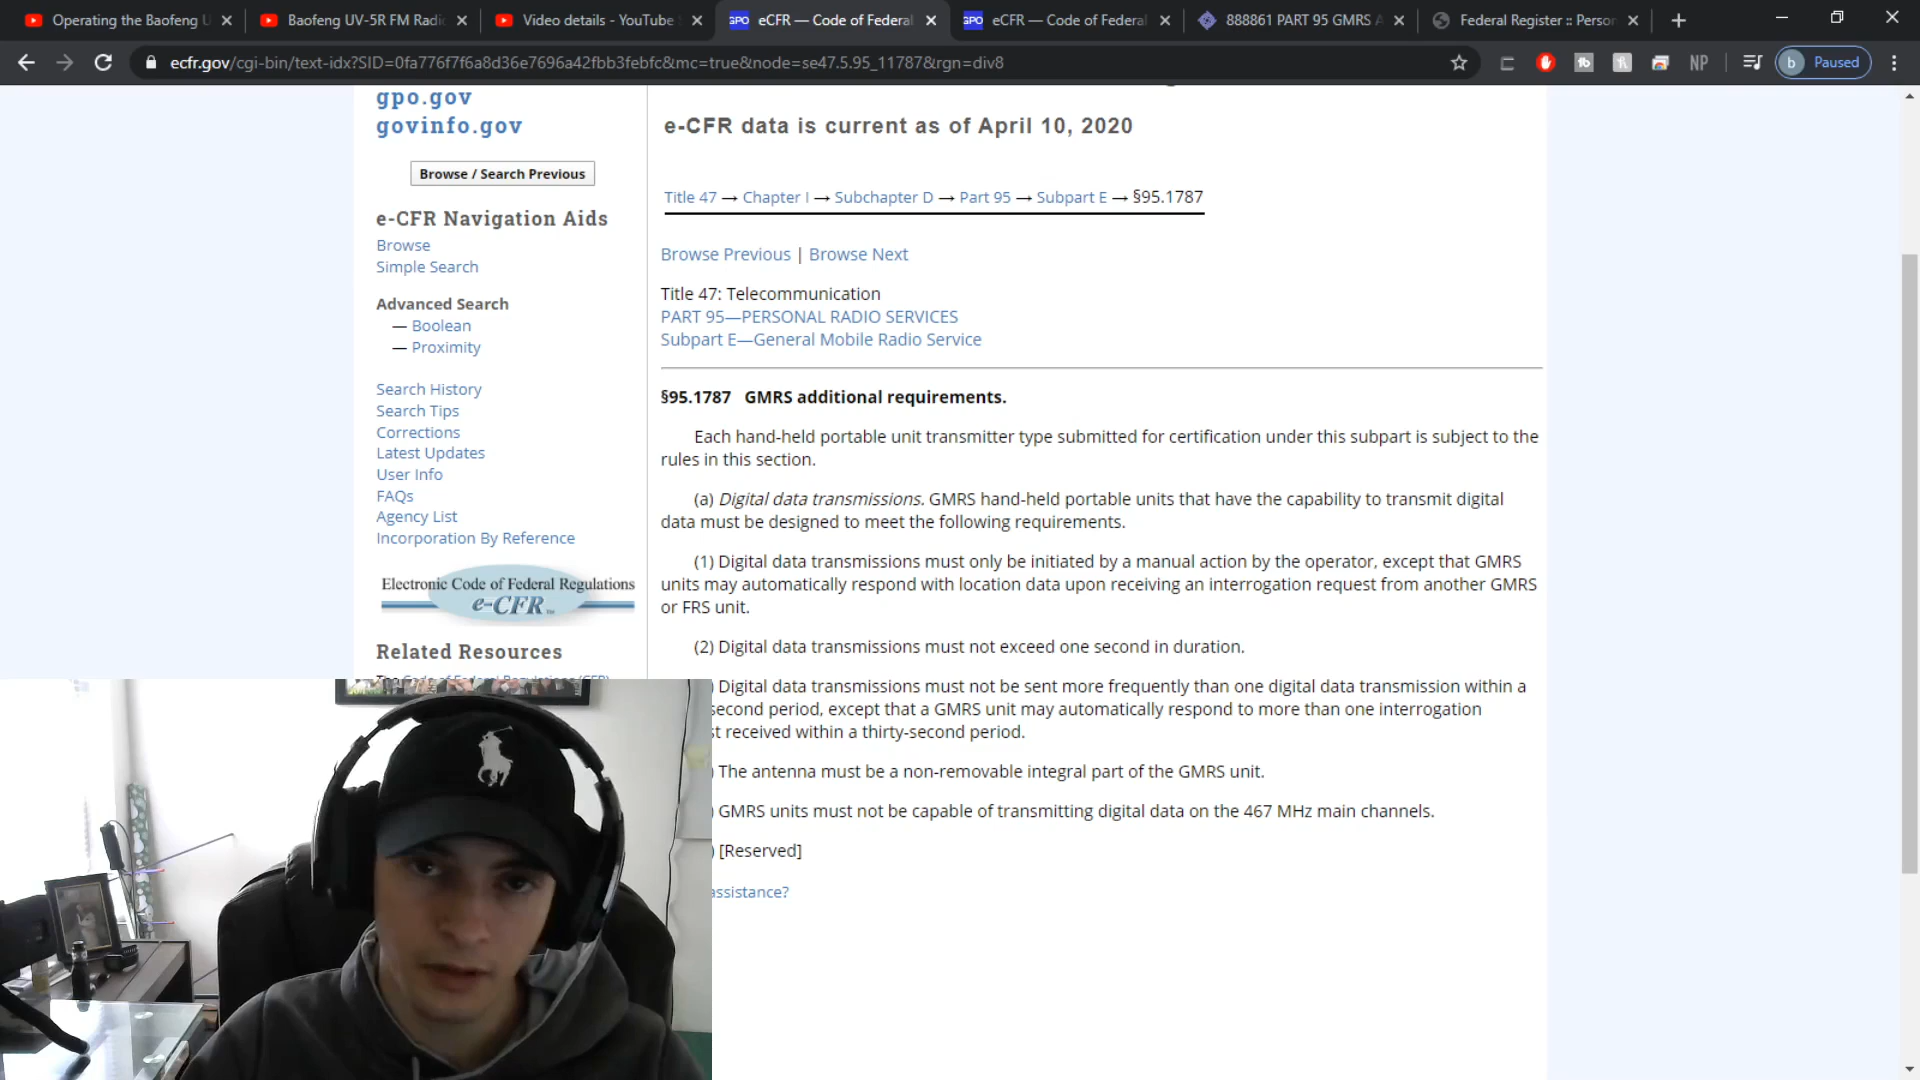 Operating the Baofeng U
Baofeng UV-5R FM Radio
Video details - YouTube S
GPO eCFR — Code of Federal
GPO eCFR — Code of Federal
888861 PART 95 GMRS A
Federal Register :: Person
ecfr.gov/cgi-bin/text-idx?SID=0fa776f7f6a8d36e7696a42fbb3febfc&mc=true&node=se47.5.95_11787&rgn=div8
NP
b Paused
gpo.gov
govinfo.gov
Browse / Search Previous
e-CFR Navigation Aids
Browse
Simple Search
Advanced Search
— Boolean
— Proximity
Search History
Search Tips
Corrections
Latest Updates
User Info
FAQs
Agency List
Incorporation By Reference
Electronic Code of Federal Regulations
e-CFR TM
Related Resources
The Code of Federal Regulations (CFR)
e-CFR data is current as of April 10, 2020
Title 47 → Chapter I → Subchapter D → Part 95 → Subpart E → §95.1787
Browse Previous | Browse Next
Title 47: Telecommunication
PART 95—PERSONAL RADIO SERVICES
Subpart E—General Mobile Radio Service
§95.1787 GMRS additional requirements.
Each hand-held portable unit transmitter type submitted for certification under this subpart is subject to the
rules in this section.
(a) Digital data transmissions. GMRS hand-held portable units that have the capability to transmit digital
data must be designed to meet the following requirements.
(1) Digital data transmissions must only be initiated by a manual action by the operator, except that GMRS
units may automatically respond with location data upon receiving an interrogation request from another GMRS
or FRS unit.
(2) Digital data transmissions must not exceed one second in duration.
) Digital data transmissions must not be sent more frequently than one digital data transmission within a
second period, except that a GMRS unit may automatically respond to more than one interrogation
st received within a thirty-second period.
) The antenna must be a non-removable integral part of the GMRS unit.
) GMRS units must not be capable of transmitting digital data on the 467 MHz main channels.
) [Reserved]
assistance?